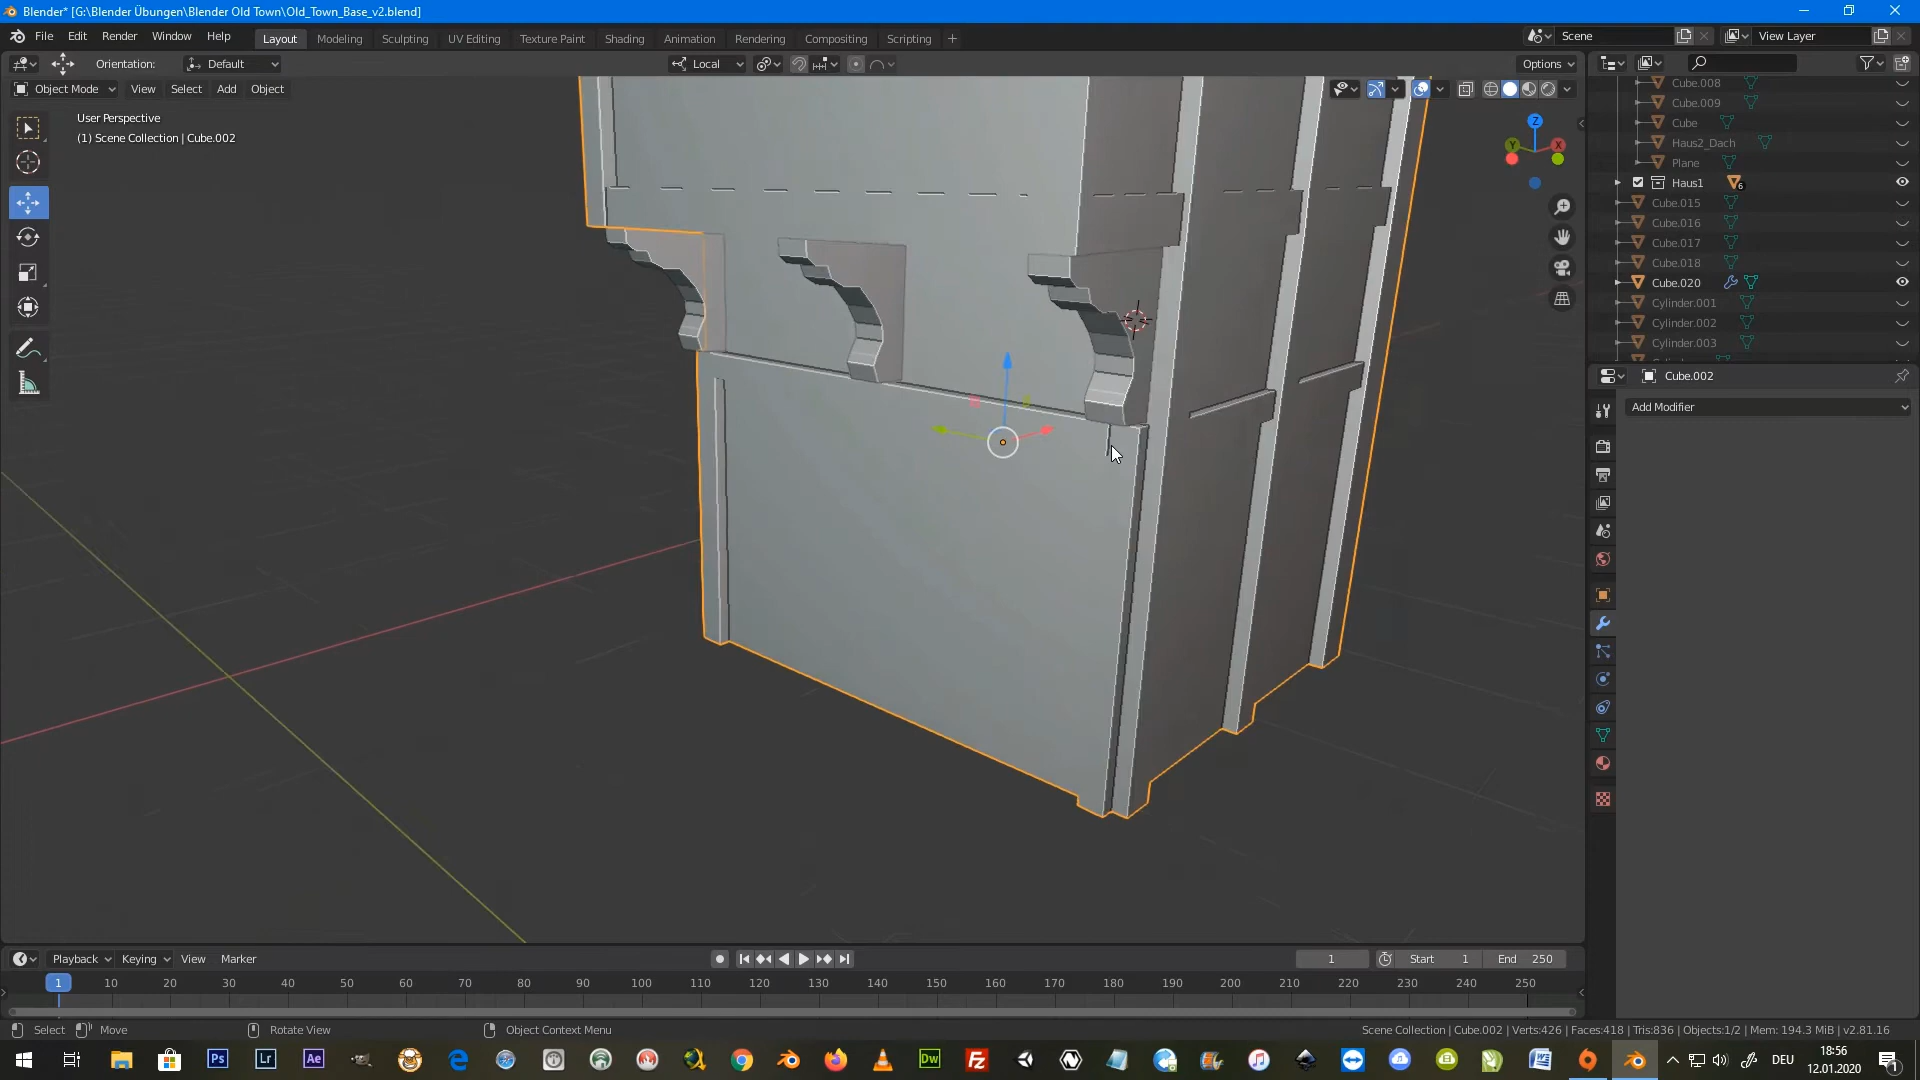 Blender* [G:\Blender Übungen\Blender Old Town\Old_Town_Base_v2.blend]
File Edit Render Window Help Layout Modeling Sculpting UV Editing Texture Paint Shading Animation Rendering Compositing Scripting + Scene View Layer
Orientation: Default Local Options
Object Mode View Select Add Object
User Perspective
(1) Scene Collection | Cube.002
Z
Y
X
Cube.008
Cube.009
Cube
Haus2_Dach
Plane
Haus1 6
Cube.015
Cube.016
Cube.017
Cube.018
Cube.020
Cylinder.001
Cylinder.002
Cylinder.003
Cube.002
Add Modifier
Playback Keying View Marker 1 Start 1 End 250
1 10 20 30 40 50 60 70 80 90 100 110 120 130 140 150 160 170 180 190 200 210 220 230 240 250
Select Move Rotate View Object Context Menu Scene Collection | Cube.002 | Verts:426 | Faces:418 | Tris:836 | Objects:1/2 | Mem: 194.3 MiB | v2.81.16
Ps Lr Ae Dw Fz DEU 18:56
12.01.2020
1